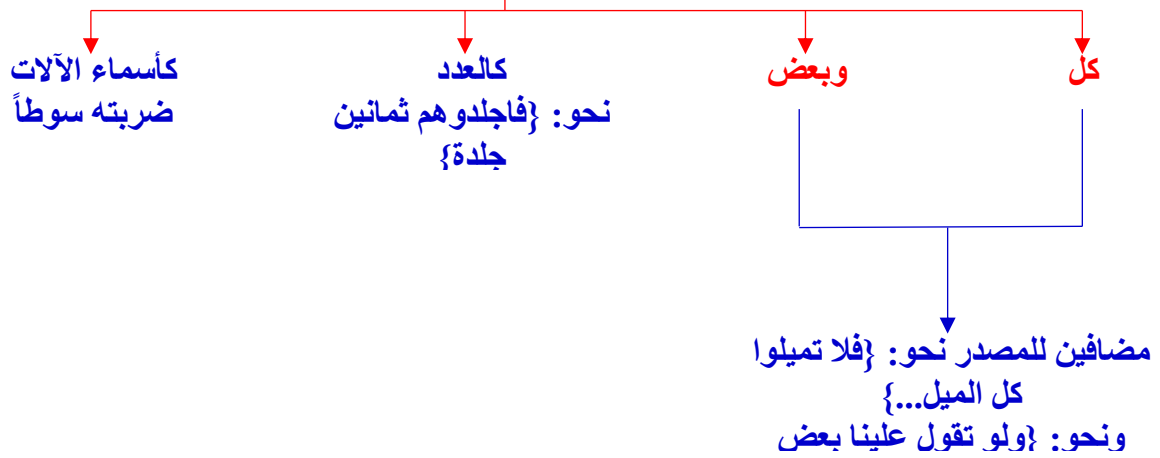 كل
وبعض
كالعدد
نحو: {فاجلدوهم ثمانين
جلدة}
كأسماء الآلات
ضربته سوطاً
مضافين للمصدر نحو: {فلا تميلوا
كل الميل...}
ونحو: {ولو تقول علينا بعض